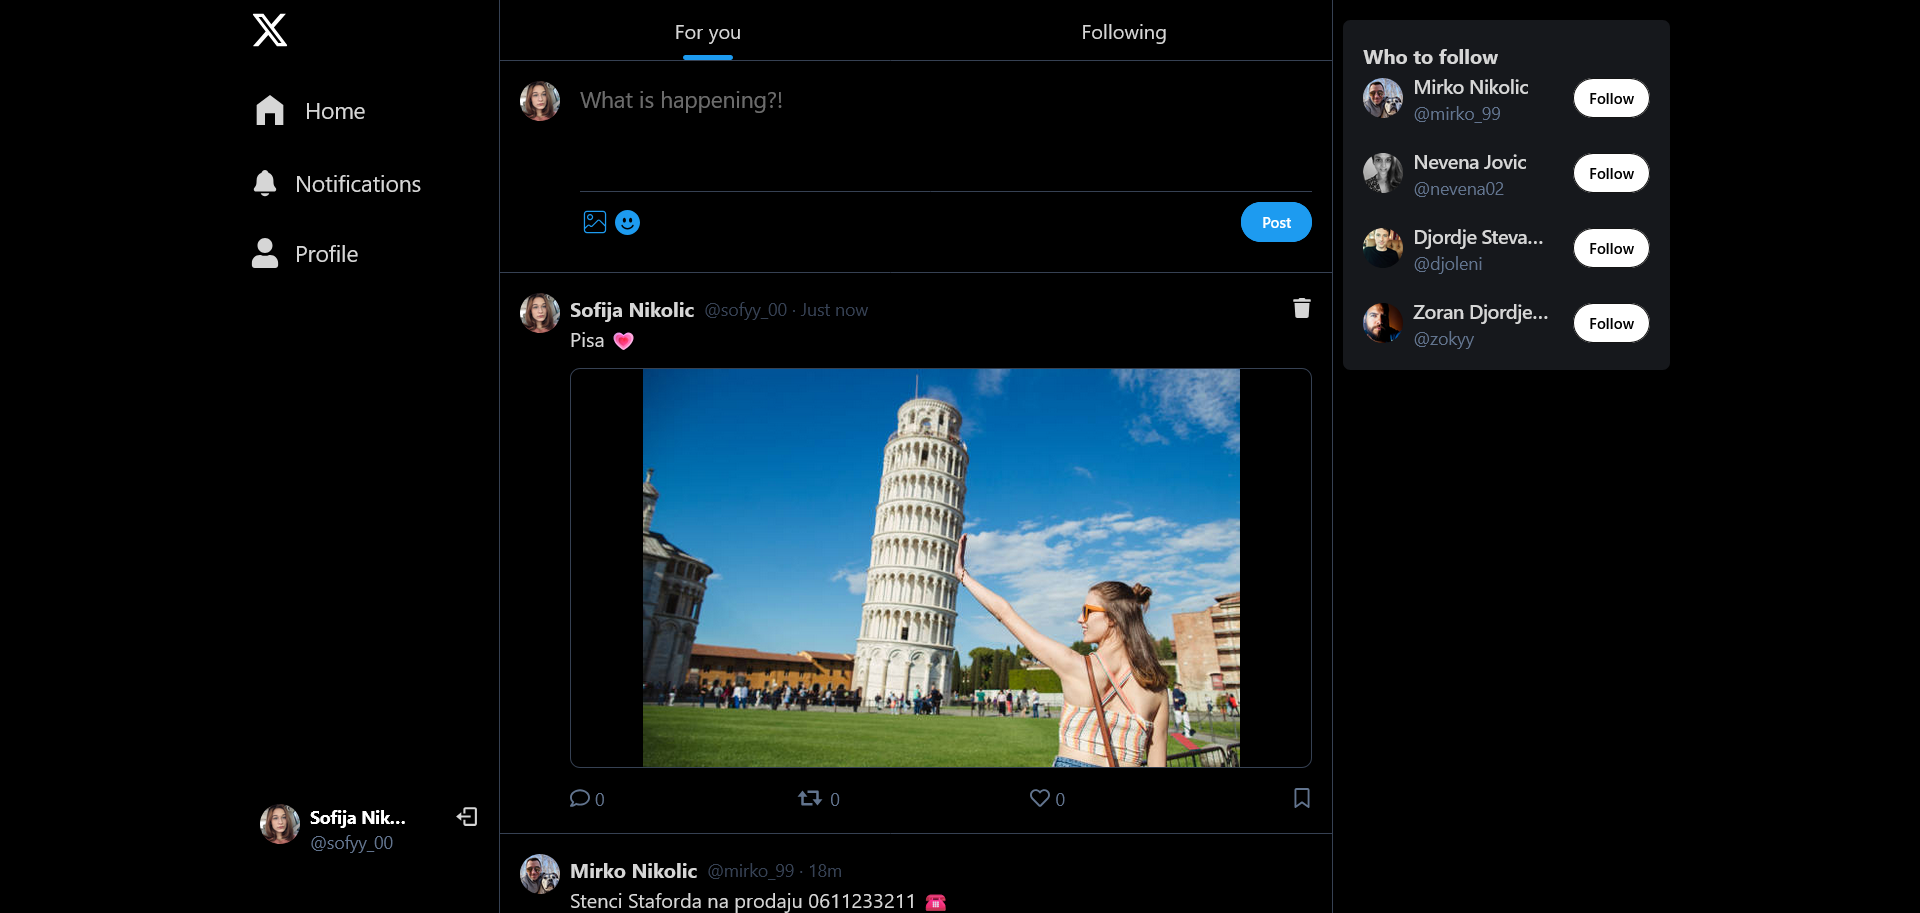 Home
Notifications
Profile
Sofija Nik...
@sofyy_00
For you
Following
What is happening?!
Post
Sofija Nikolic @sofyy_00 · Just now
Pisa 💗
0
0
0
Mirko Nikolic @mirko_99 · 18m
Stenci Staforda na prodaju 0611233211 ☎️
Who to follow
Mirko Nikolic
@mirko_99
Follow
Nevena Jovic
@nevena02
Follow
Djordje Steva...
@djoleni
Follow
Zoran Djordje...
@zokyy
Follow